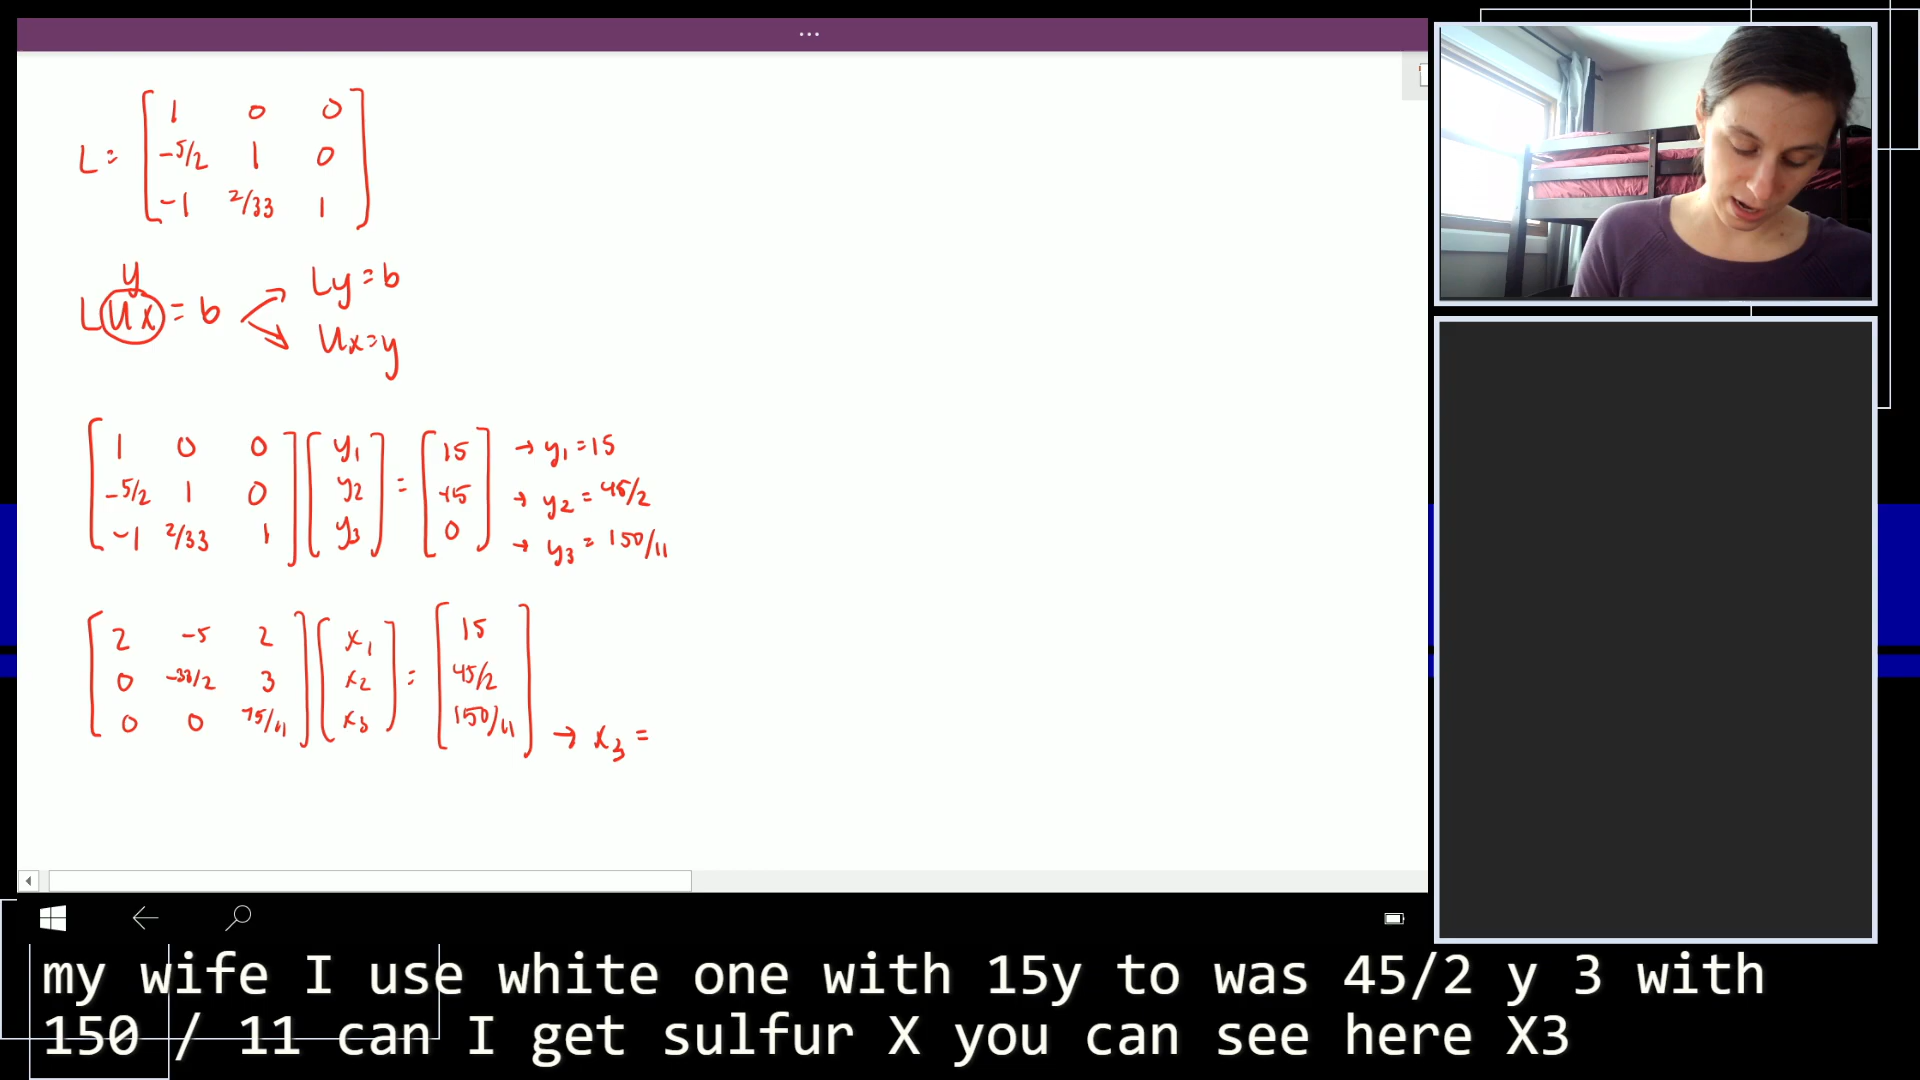 ...
L = [ 1 0 0
-5/2 1 0
-1 2/33 1 ]
y
LUx = b
Ly = b
Ux = y
[ 1 0 0 ] [ y1 ] = [ 15 ] → y1 = 15
[ -5/2 1 0 ] [ y2 ] = [ -15 ] → y2 = 45/2
[ -1 2/33 1 ] [ y3 ] = [ 0 ] → y3 = 150/11
[ 2 -5 2 ] [ x1 ] = [ 15 ]
[ 0 -33/2 3 ] [ x2 ] = [ 45/2 ]
[ 0 0 75/11 ] [ x3 ] = [ 150/11 ] → x3 =
my wife I use white one with 15y to was 45/2 y 3 with
150 / 11 can I get sulfur X you can see here X3